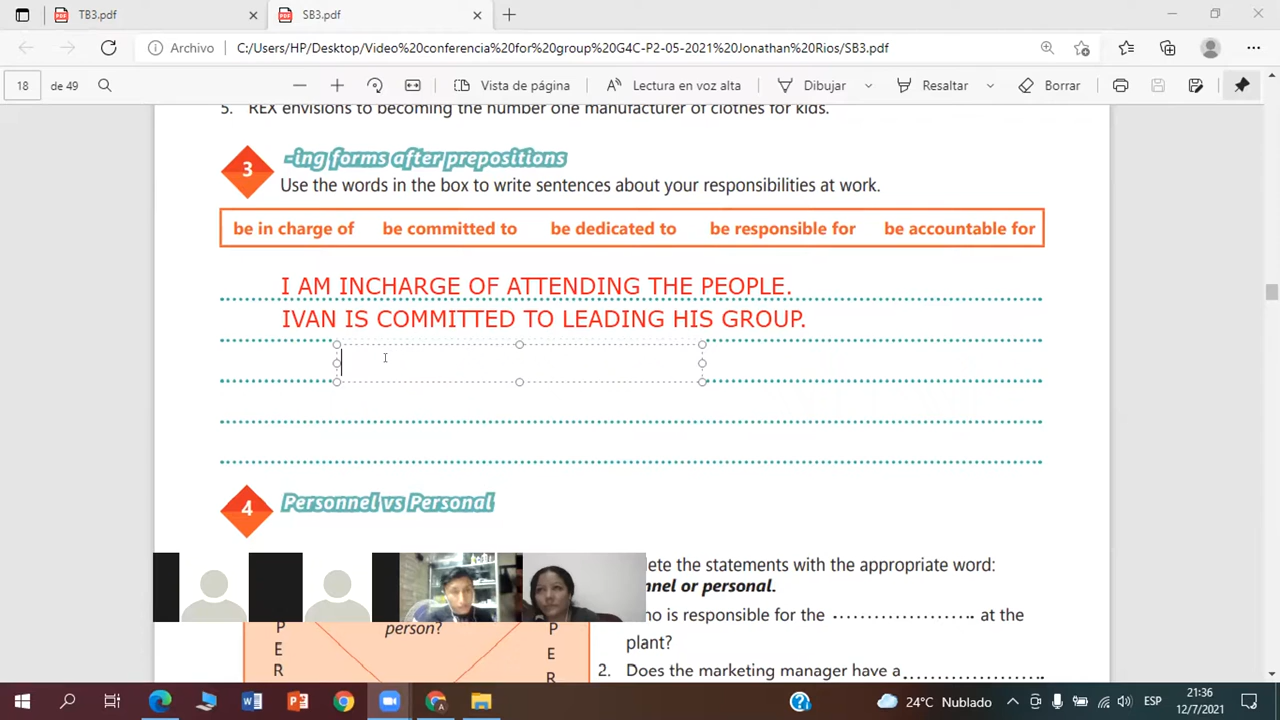 TB3.pdf
SB3.pdf
Archivo C:/Users/HP/Desktop/Video%20conferencia%20for%20group%20G4C-P2-05-2021%20Jonathan%20Rios/SB3.pdf
18 de 49 Vista de página Lectura en voz alta Dibujar Resaltar Borrar
5. REX envisions to becoming the number one manufacturer of clothes for kids.
3 -ing forms after prepositions
Use the words in the box to write sentences about your responsibilities at work.
be in charge of be committed to be dedicated to be responsible for be accountable for
I AM INCHARGE OF ATTENDING THE PEOPLE.
IVAN IS COMMITTED TO LEADING HIS GROUP.
4 Personnel vs Personal
lete the statements with the appropriate word:
nnel or personal.
ho is responsible for the .................... at the
plant?
2. Does the marketing manager have a....................
person?
P
E
R
P
E
R
ESP
21:36
24°C Nublado
12/7/2021